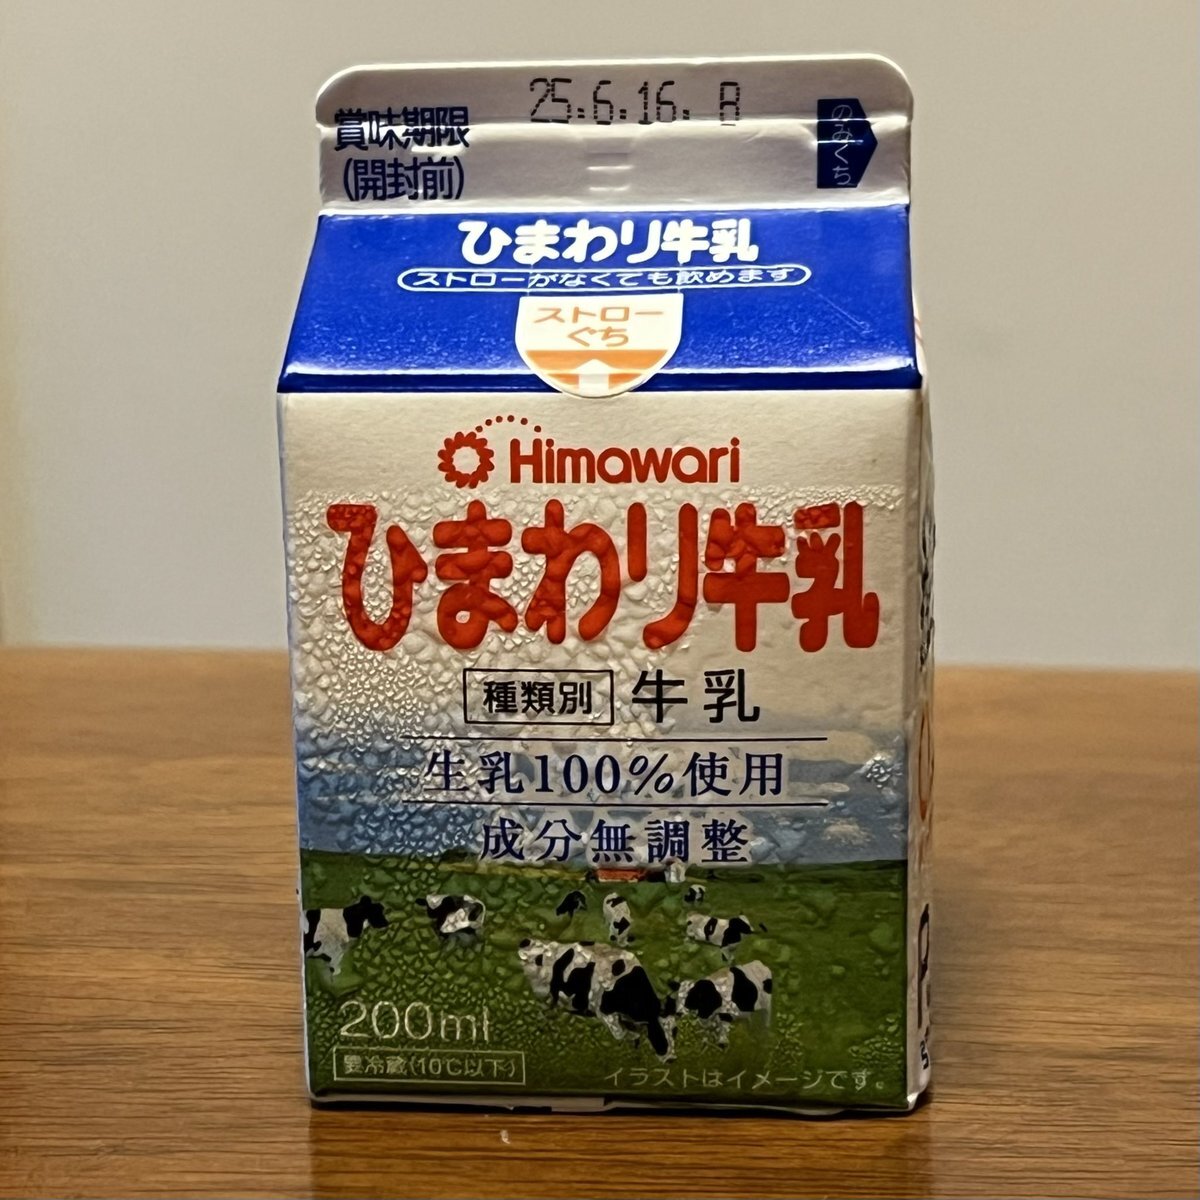 25.6.16. 8
賞味期限
(開封前)
のみくち
ひまわり牛乳
ストローがなくても飲めます
ストロー
ぐち
Himawari
ひまわり牛乳
種類別 牛乳
生乳100%使用
成分無調整
200ml
要冷蔵(10℃以下)
イラストはイメージです。